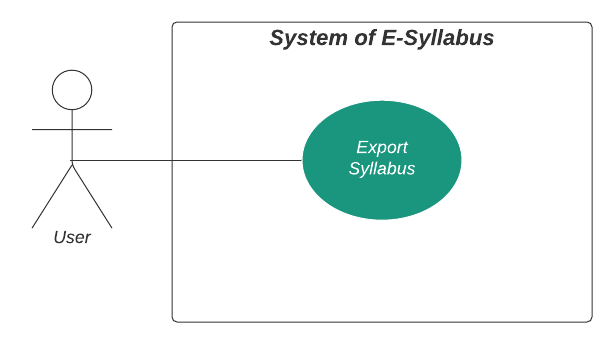 System of E-Syllabus
Export
Syllabus
User